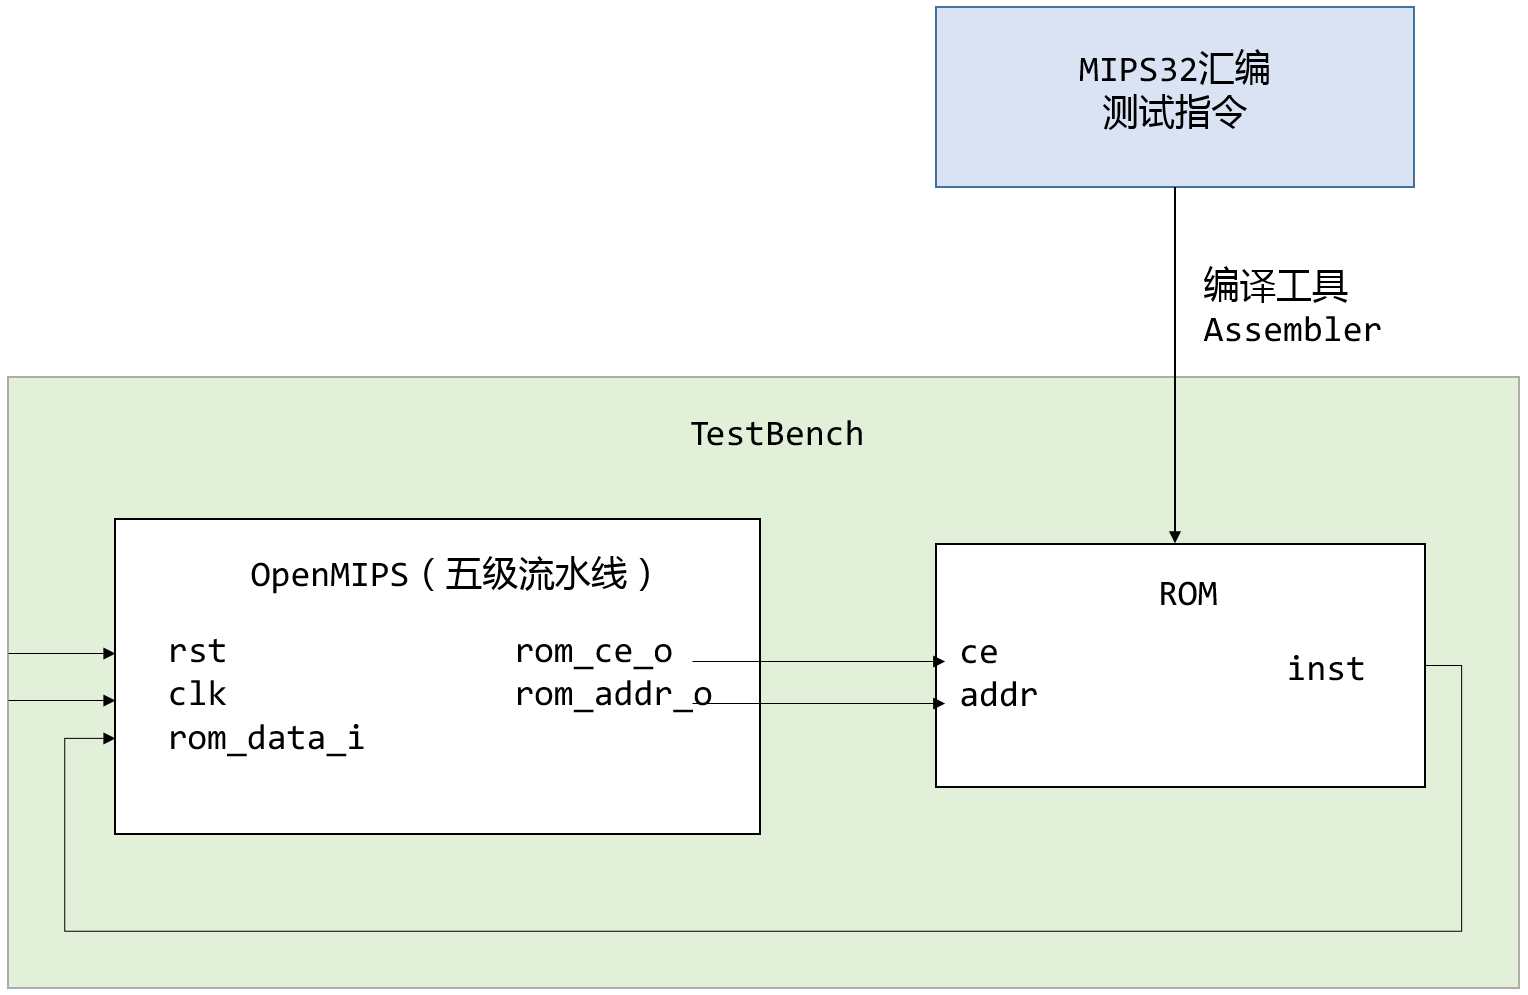 MIPS32汇编
测试指令
编译工具
Assembler
TestBench
OpenMIPS（五级流水线）
rst
clk
rom_data_i
rom_ce_o
rom_addr_o
ROM
ce
addr
inst